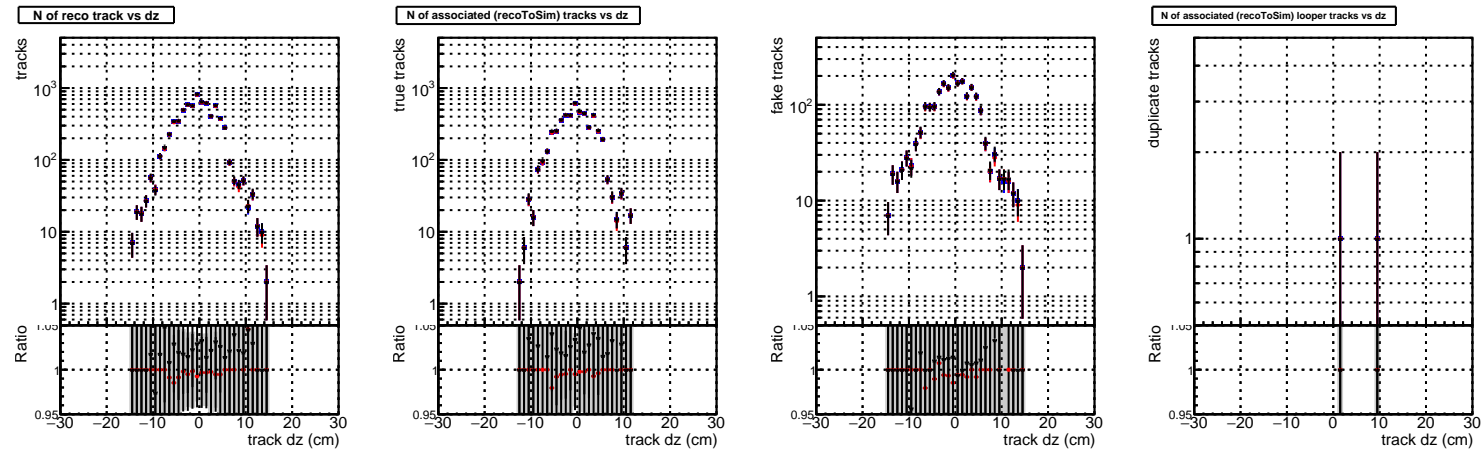 N of reco track vs dz
N of associated (recoToSim) tracks vs dz
N of associated (recoToSim) looper tracks vs dz
tracks
10³
10²
10
1
Ratio
1.05
1
0.95
−30 −20 −10 0 10 20 30
track dz (cm)
true tracks
10³
10²
10
1
Ratio
1.05
1
0.95
−30 −20 −10 0 10 20 30
track dz (cm)
fake tracks
10²
10
1
Ratio
1.05
1
0.95
−30 −20 −10 0 10 20 30
track dz (cm)
duplicate tracks
1
Ratio
1.05
1
0.95
−30 −20 −10 0 10 20 30
track dz (cm)